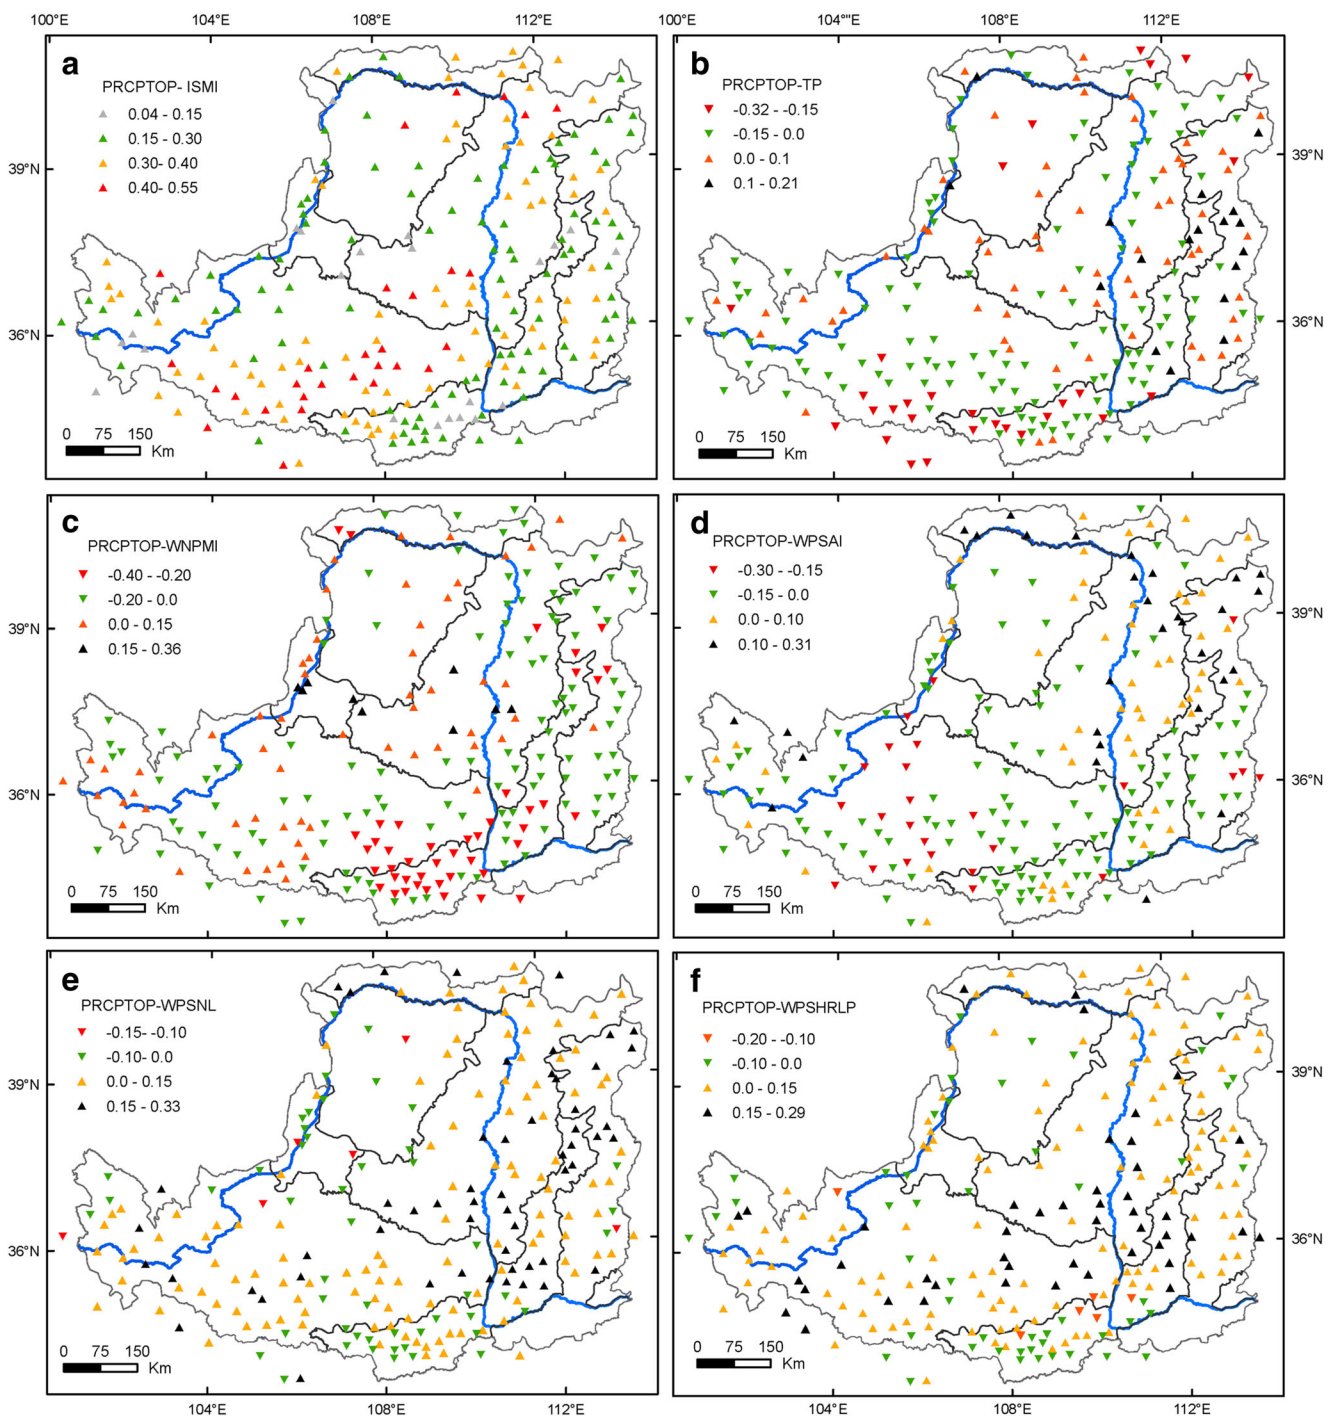 100°E 104°E 108°E 112°E 100°E 104°E 108°E 112°E
a
PRCPTOP- ISMI
0.04 - 0.15
0.15 - 0.30
0.30- 0.40
0.40- 0.55
39°N
36°N
0 75 150
Km
b
PRCPTOP-TP
-0.32 - -0.15
-0.15 - 0.0
0.0 - 0.1
0.1 - 0.21
39°N
36°N
0 75 150
Km
c
PRCPTOP-WNPMI
-0.40 - -0.20
-0.20 - 0.0
0.0 - 0.15
0.15 - 0.36
39°N
36°N
0 75 150
Km
d
PRCPTOP-WPSAI
-0.30 - -0.15
-0.15 - 0.0
0.0 - 0.10
0.10 - 0.31
39°N
36°N
0 75 150
Km
e
PRCPTOP-WPSNL
-0.15- -0.10
-0.10- 0.0
0.0 - 0.15
0.15 - 0.33
39°N
36°N
0 75 150
Km
f
PRCPTOP-WPSHRLP
-0.20 - -0.10
-0.10 - 0.0
0.0 - 0.15
0.15 - 0.29
39°N
36°N
0 75 150
Km
104°E 108°E 112°E 104°E 108°E 112°E